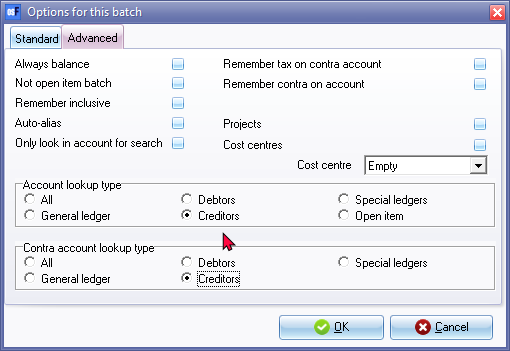 Options for this batch
Standard Advanced
Always balance Remember tax on contra account
Not open item batch Remember contra on account
Remember inclusive
Auto-alias Projects
Only look in account for search Cost centres
Cost centre Empty
Account lookup type
All Debtors Special ledgers
General ledger Creditors Open item
Contra account lookup type
All Debtors Special ledgers
General ledger Creditors
OK Cancel